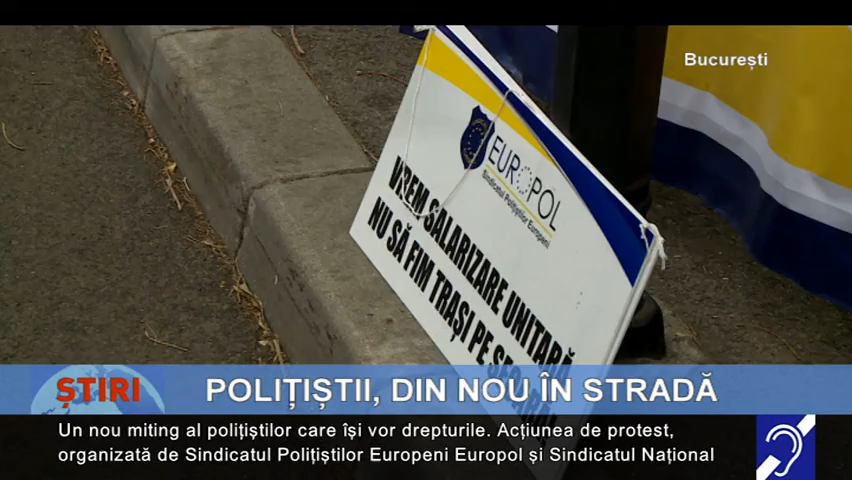 București
EUROPOL
Sindicatul Polițiștilor Europeni
VREM SALARIZARE UNITARĂ
NU SĂ FIM TRAȘI PE
ȘTIRI
POLIȚIȘTII, DIN NOU ÎN STRADĂ
Un nou miting al polițiștilor care își vor drepturile. Acțiunea de protest,
organizată de Sindicatul Polițiștilor Europeni Europol și Sindicatul Național